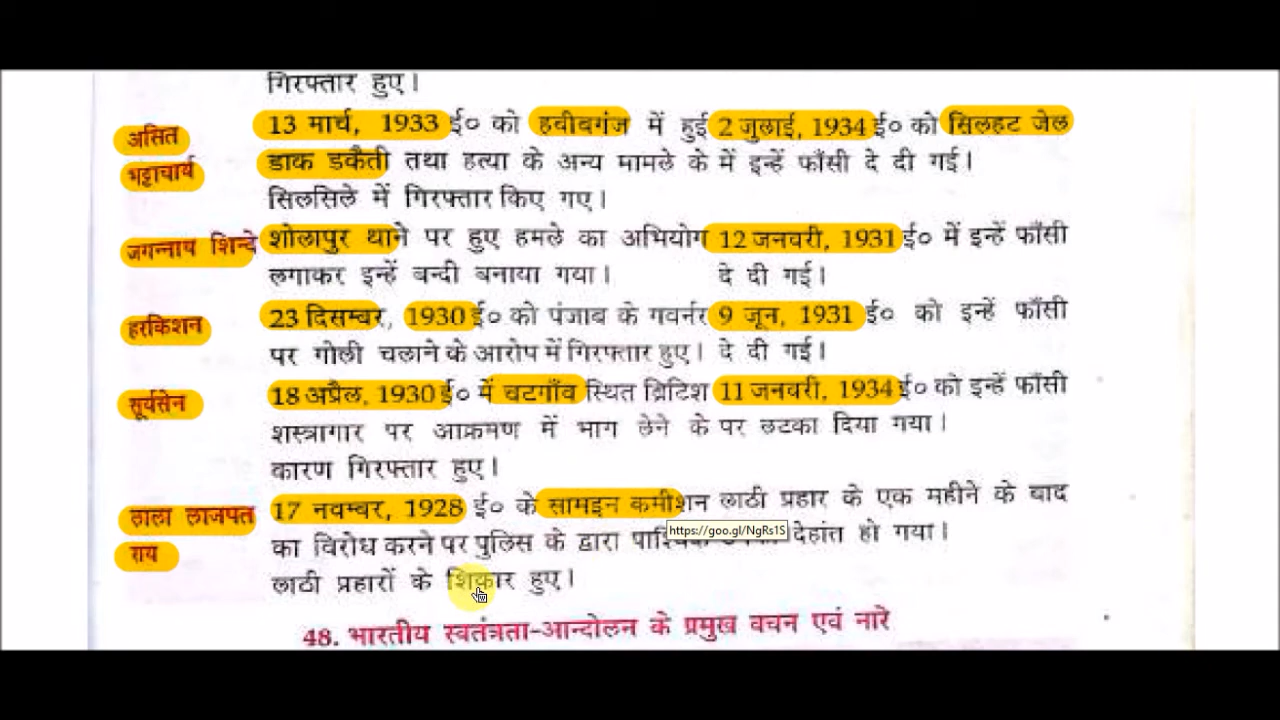 गिरफ्तार हुए।
असित 13 मार्च, 1933 ई० को हवीबगंज में हुई 2 जुलाई, 1934 ई० को सिलहट जेल
भट्टाचार्य डाक डकैती तथा हत्या के अन्य मामले के में इन्हें फाँसी दे दी गई।
सिलसिले में गिरफ्तार किए गए।
जगन्नाथ शिन्दे शोलापुर थाने पर हुए हमले का अभियोग 12 जनवरी, 1931 ई० में इन्हें फाँसी
लगाकर इन्हें बन्दी बनाया गया। दे दी गई।
हरकिशन 23 दिसम्बर, 1930 ई० को पंजाब के गवर्नर 9 जून, 1931 ई० को इन्हें फाँसी
पर गोली चलाने के आरोप में गिरफ्तार हुए। दे दी गई।
सूर्यसेन 18 अप्रैल, 1930 ई० में चटगाँव स्थित ब्रिटिश 11 जनवरी, 1934 ई० को इन्हें फाँसी
शस्त्रागार पर आक्रमण में भाग लेने के पर लटका दिया गया।
कारण गिरफ्तार हुए।
लाला लाजपत 17 नवम्बर, 1928 ई० के सामइन कमीशन लाठी प्रहार के एक महीने के बाद
https://goo.gl/NgRs1S
राय का विरोध करने पर पुलिस के द्वारा देहांत हो गया।
लाठी प्रहारों के शिकार हुए।
48. भारतीय स्वतंत्रता-आन्दोलन के प्रमुख वचन एवं नारे